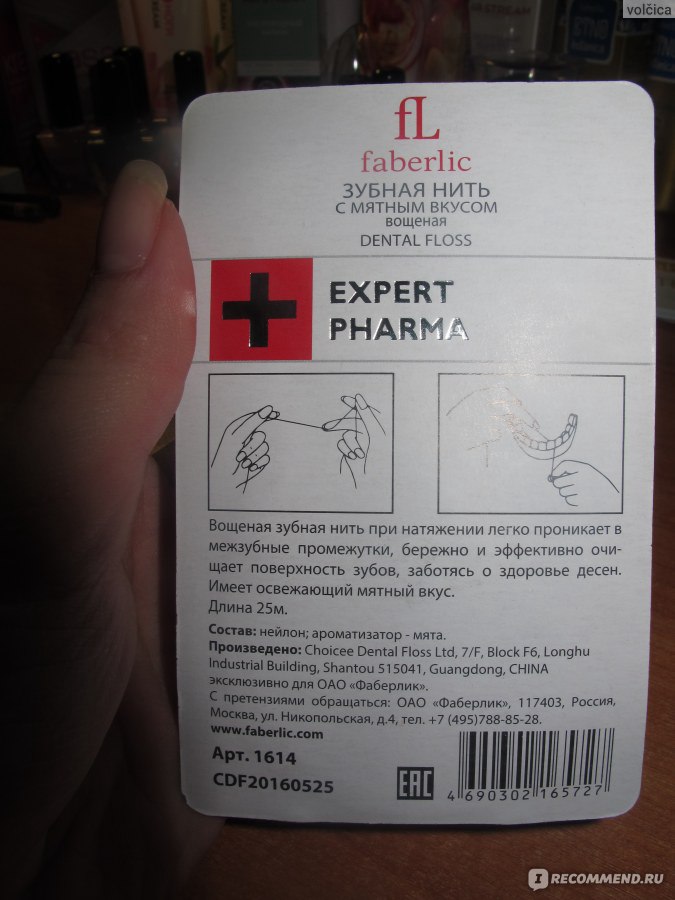 volčica
fL
faberlic
ЗУБНАЯ НИТЬ
С МЯТНЫМ ВКУСОМ
вощеная
DENTAL FLOSS
EXPERT
PHARMA
Вощеная зубная нить при натяжении легко проникает в
межзубные промежутки, бережно и эффективно очи-
щает поверхность зубов, заботясь о здоровье десен.
Имеет освежающий мятный вкус.
Длина 25м.
Состав: нейлон; ароматизатор - мята.
Произведено: Choicee Dental Floss Ltd, 7/F, Block F6, Longhu
Industrial Building, Shantou 515041, Guangdong, CHINA
эксклюзивно для ОАО «Фаберлик».
С претензиями обращаться: ОАО «Фаберлик», 117403, Россия,
Москва, ул. Никопольская, д.4, тел. +7 (495)788-85-28.
www.faberlic.com
Арт. 1614
CDF20160525
EAC
4 690302 165727
IRECOMMEND.RU